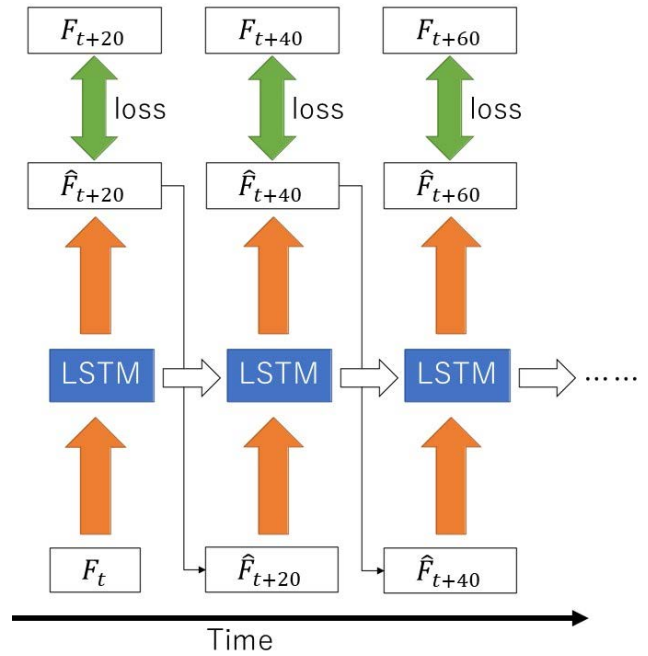 F_{t+20} F_{t+40} F_{t+60}
loss loss loss
F̂_{t+20} F̂_{t+40} F̂_{t+60}
LSTM LSTM LSTM ……
F_t F̂_{t+20} F̂_{t+40}
Time